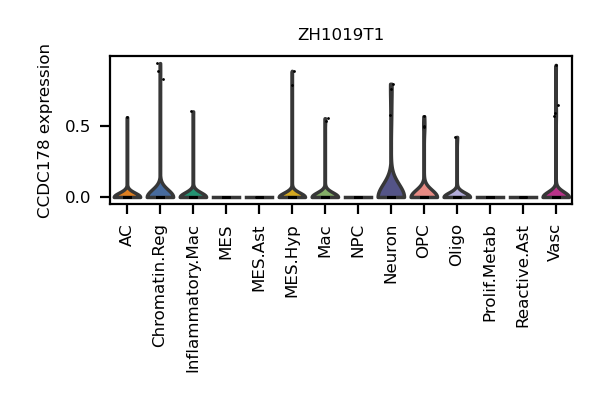 ZH1019T1
CCDC178 expression
0.5
0.0
AC
Chromatin.Reg
Inflammatory.Mac
MES
MES.Ast
MES.Hyp
Mac
NPC
Neuron
OPC
Oligo
Prolif.Metab
Reactive.Ast
Vasc